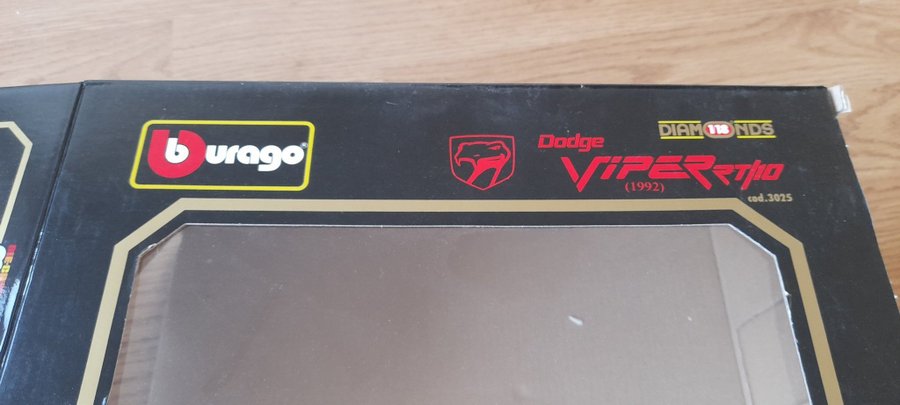 burago
Dodge
VIPER RT/10
(1992)
DIAM 1:18 NDS
cod.3025